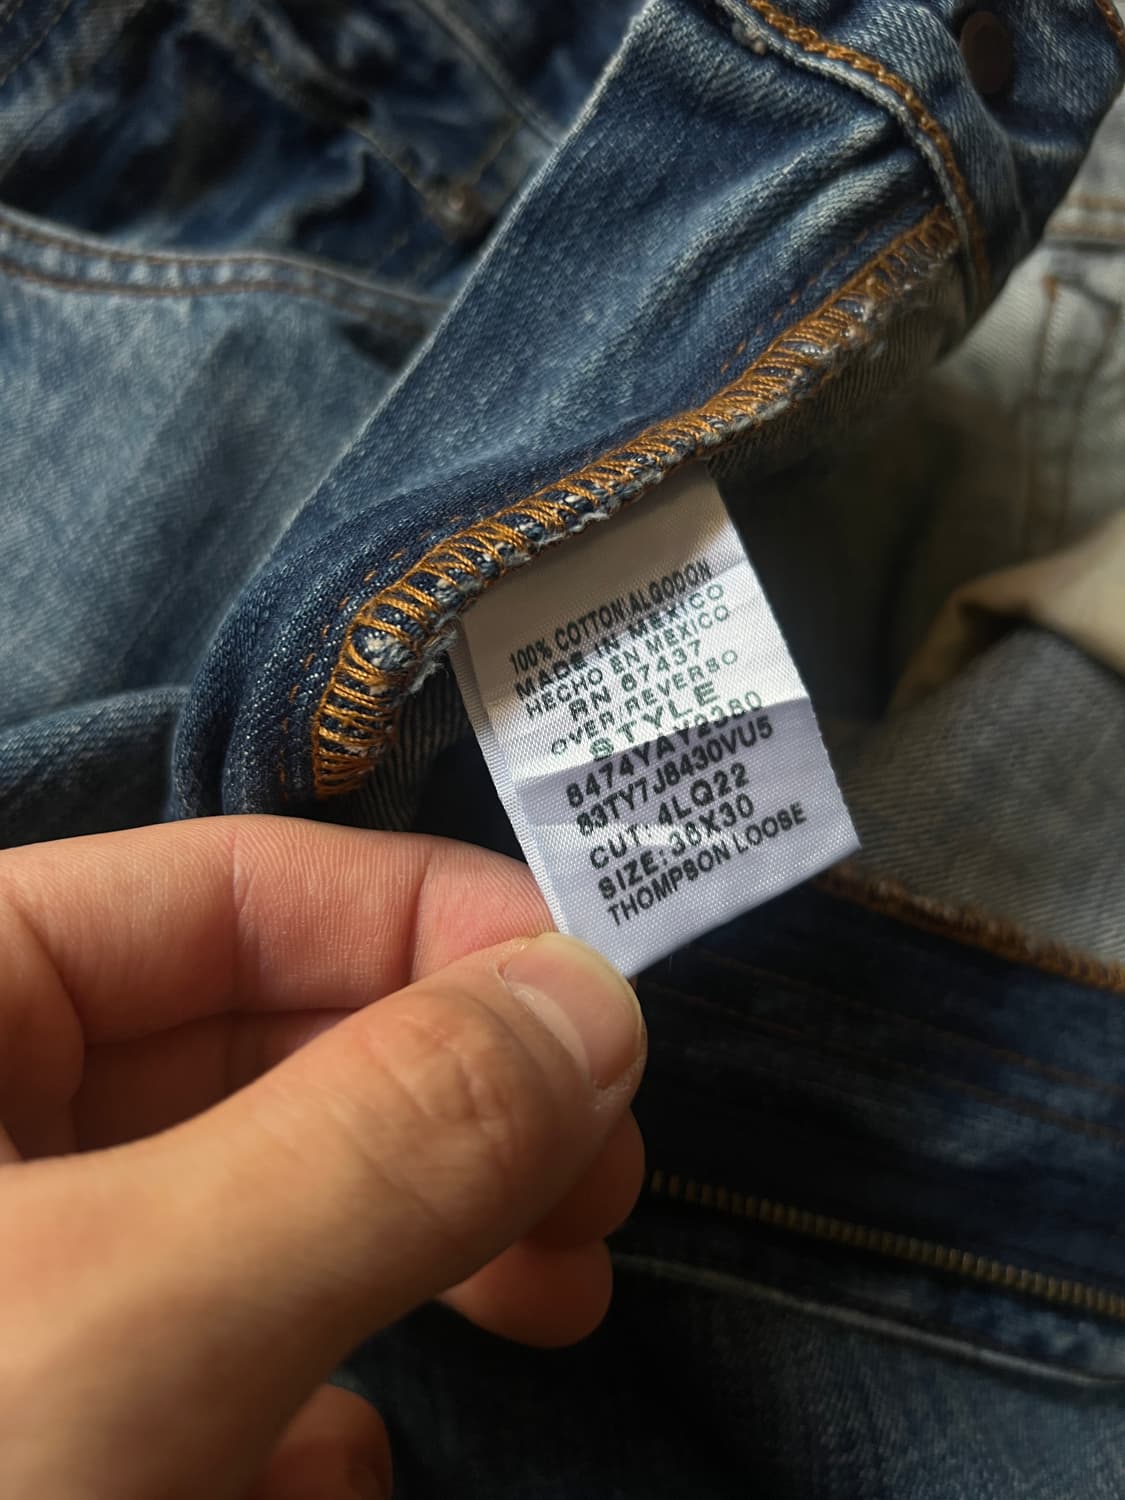 100% COTTON/ALGODON
MADE IN MEXICO
HECHO EN MEXICO
RN 67437
OVER REVERSO
STYLE
8474YAY2380
83TY7J8430VU5
CUT: 4LQ22
SIZE: 36X30
THOMPSON LOOSE